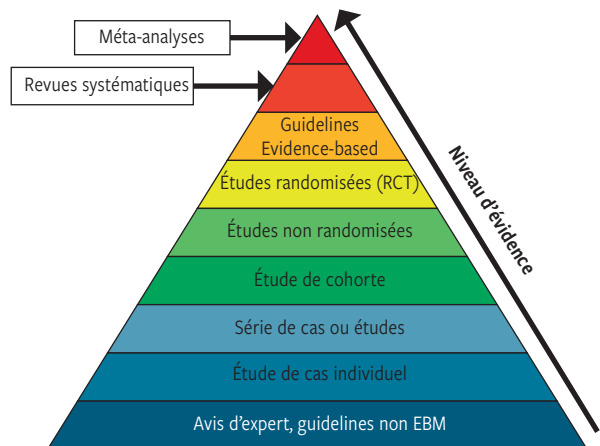 Méta-analyses
Revues systématiques
Guidelines
Evidence-based
Études randomisées (RCT)
Études non randomisées
Étude de cohorte
Série de cas ou études
Étude de cas individuel
Avis d'expert, guidelines non EBM
Niveau d'évidence